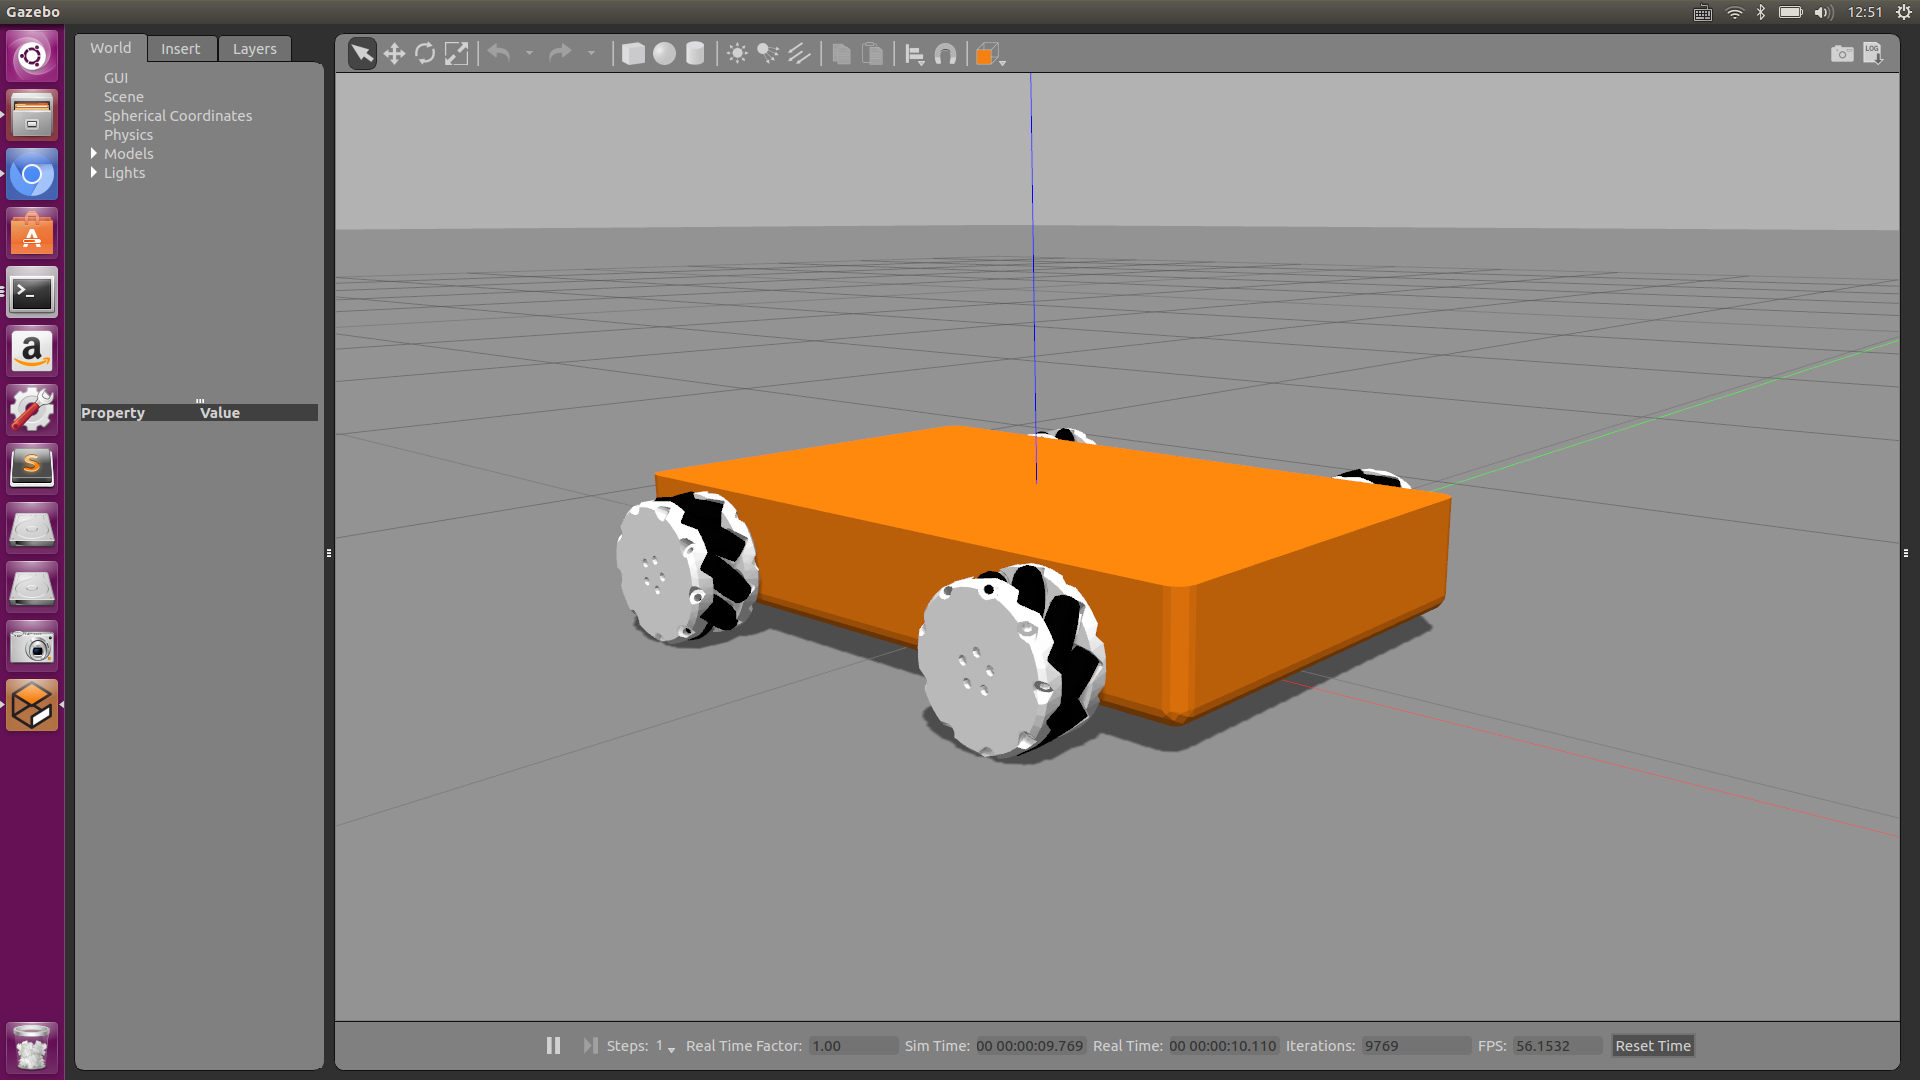 Gazebo
12:51
World Insert Layers
LOG
GUI
Scene
Spherical Coordinates
Physics
Models
Lights
Property Value
Steps: 1 Real Time Factor: 1.00 Sim Time: 00 00:00:09.769 Real Time: 00 00:00:10.110 Iterations: 9769 FPS: 56.1532 Reset Time